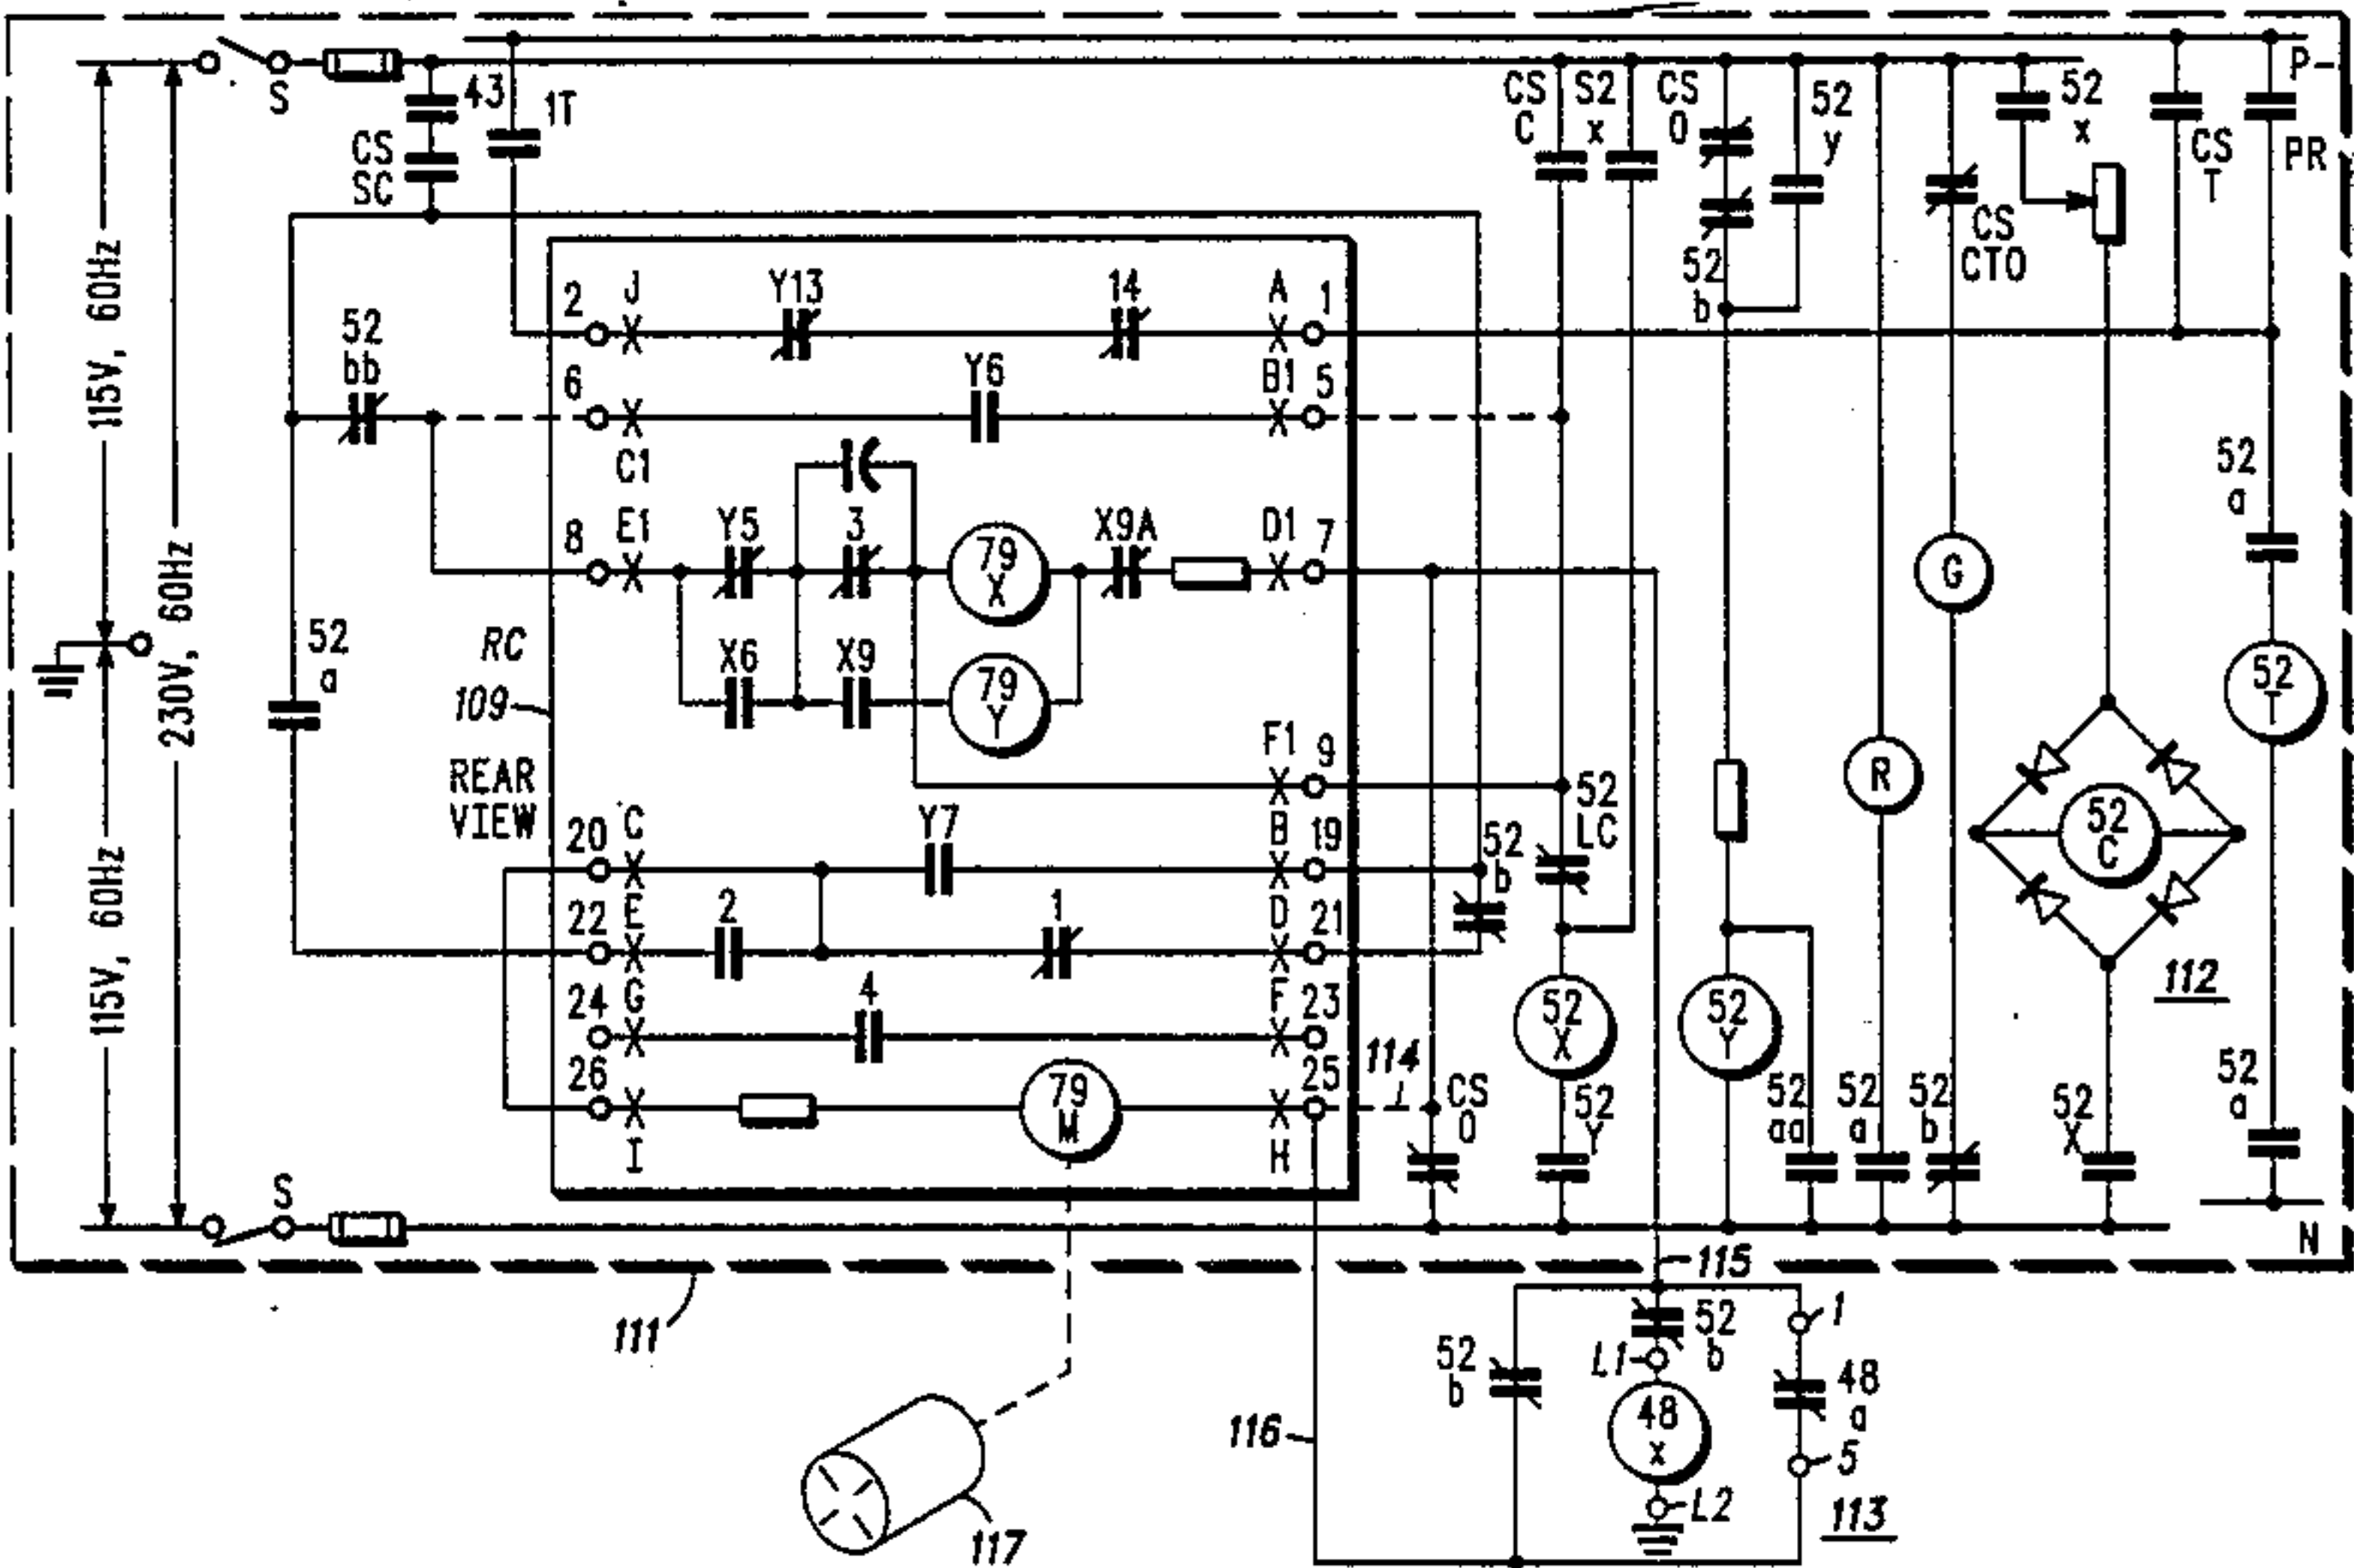 P-
S
43
1T
CS
SC
CS
C
S2
x
CS
O
52
y
52
x
CS
T
PR
CS
CTO
52
b
115V, 60Hz
230V, 60Hz
115V, 60Hz
2
J
Y13
14
A
1
52
bb
6
C1
Y6
B1
5
8
E1
Y5
3
79
X
X9A
D1
7
52
a
G
52
a
RC
109
X6
X9
79
Y
F1
9
52
T
REAR
VIEW
R
52
LC
52
C
20
C
Y7
B
19
52
b
22
E
2
1
D
21
112
24
G
4
F
23
52
X
52
Y
26
I
79
M
25
H
114
CS
O
52
Y
52
aa
52
a
52
b
52
X
52
a
S
N
111
115
52
b
52
b
L1
1
48
a
116
48
x
5
L2
113
117